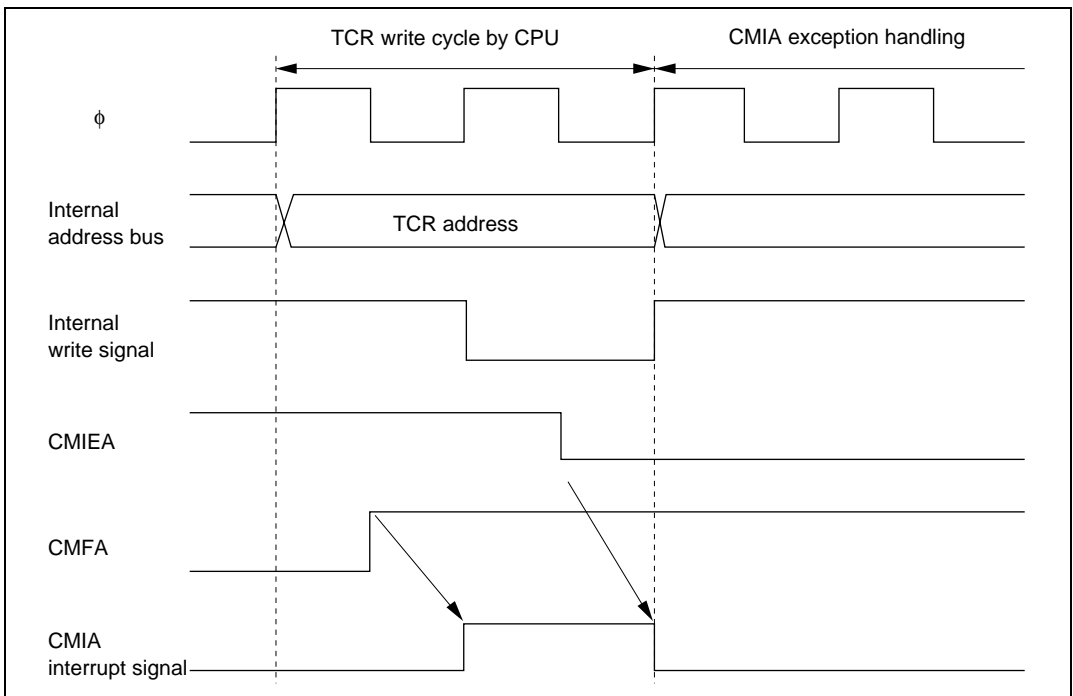 TCR write cycle by CPU
CMIA exception handling
ϕ
Internal
address bus
TCR address
Internal
write signal
CMIEA
CMFA
CMIA
interrupt signal